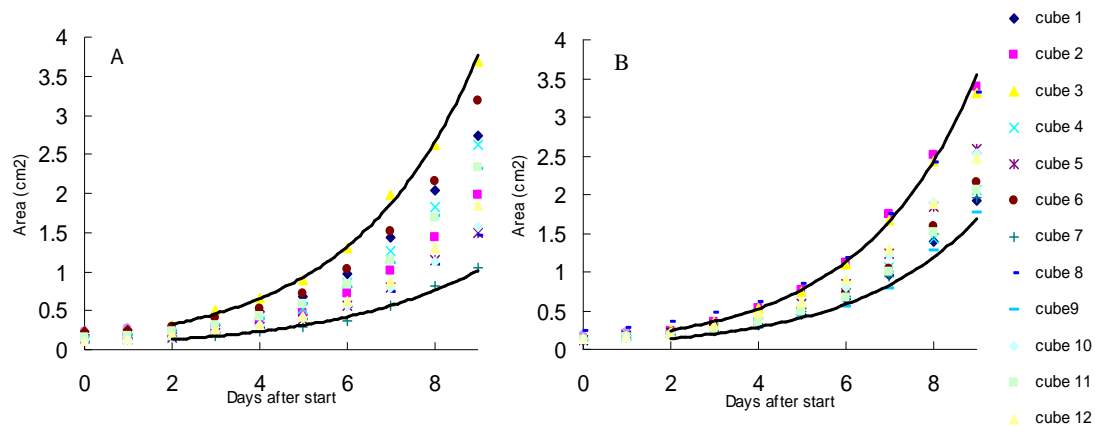 A
Area (cm2)
4
3.5
3
2.5
2
1.5
1
0.5
0
0 2 4 6 8
Days after start
B
Area (cm2)
4
3.5
3
2.5
2
1.5
1
0.5
0
0 2 4 6 8
Days after start
cube 1
cube 2
cube 3
cube 4
cube 5
cube 6
cube 7
cube 8
cube9
cube 10
cube 11
cube 12